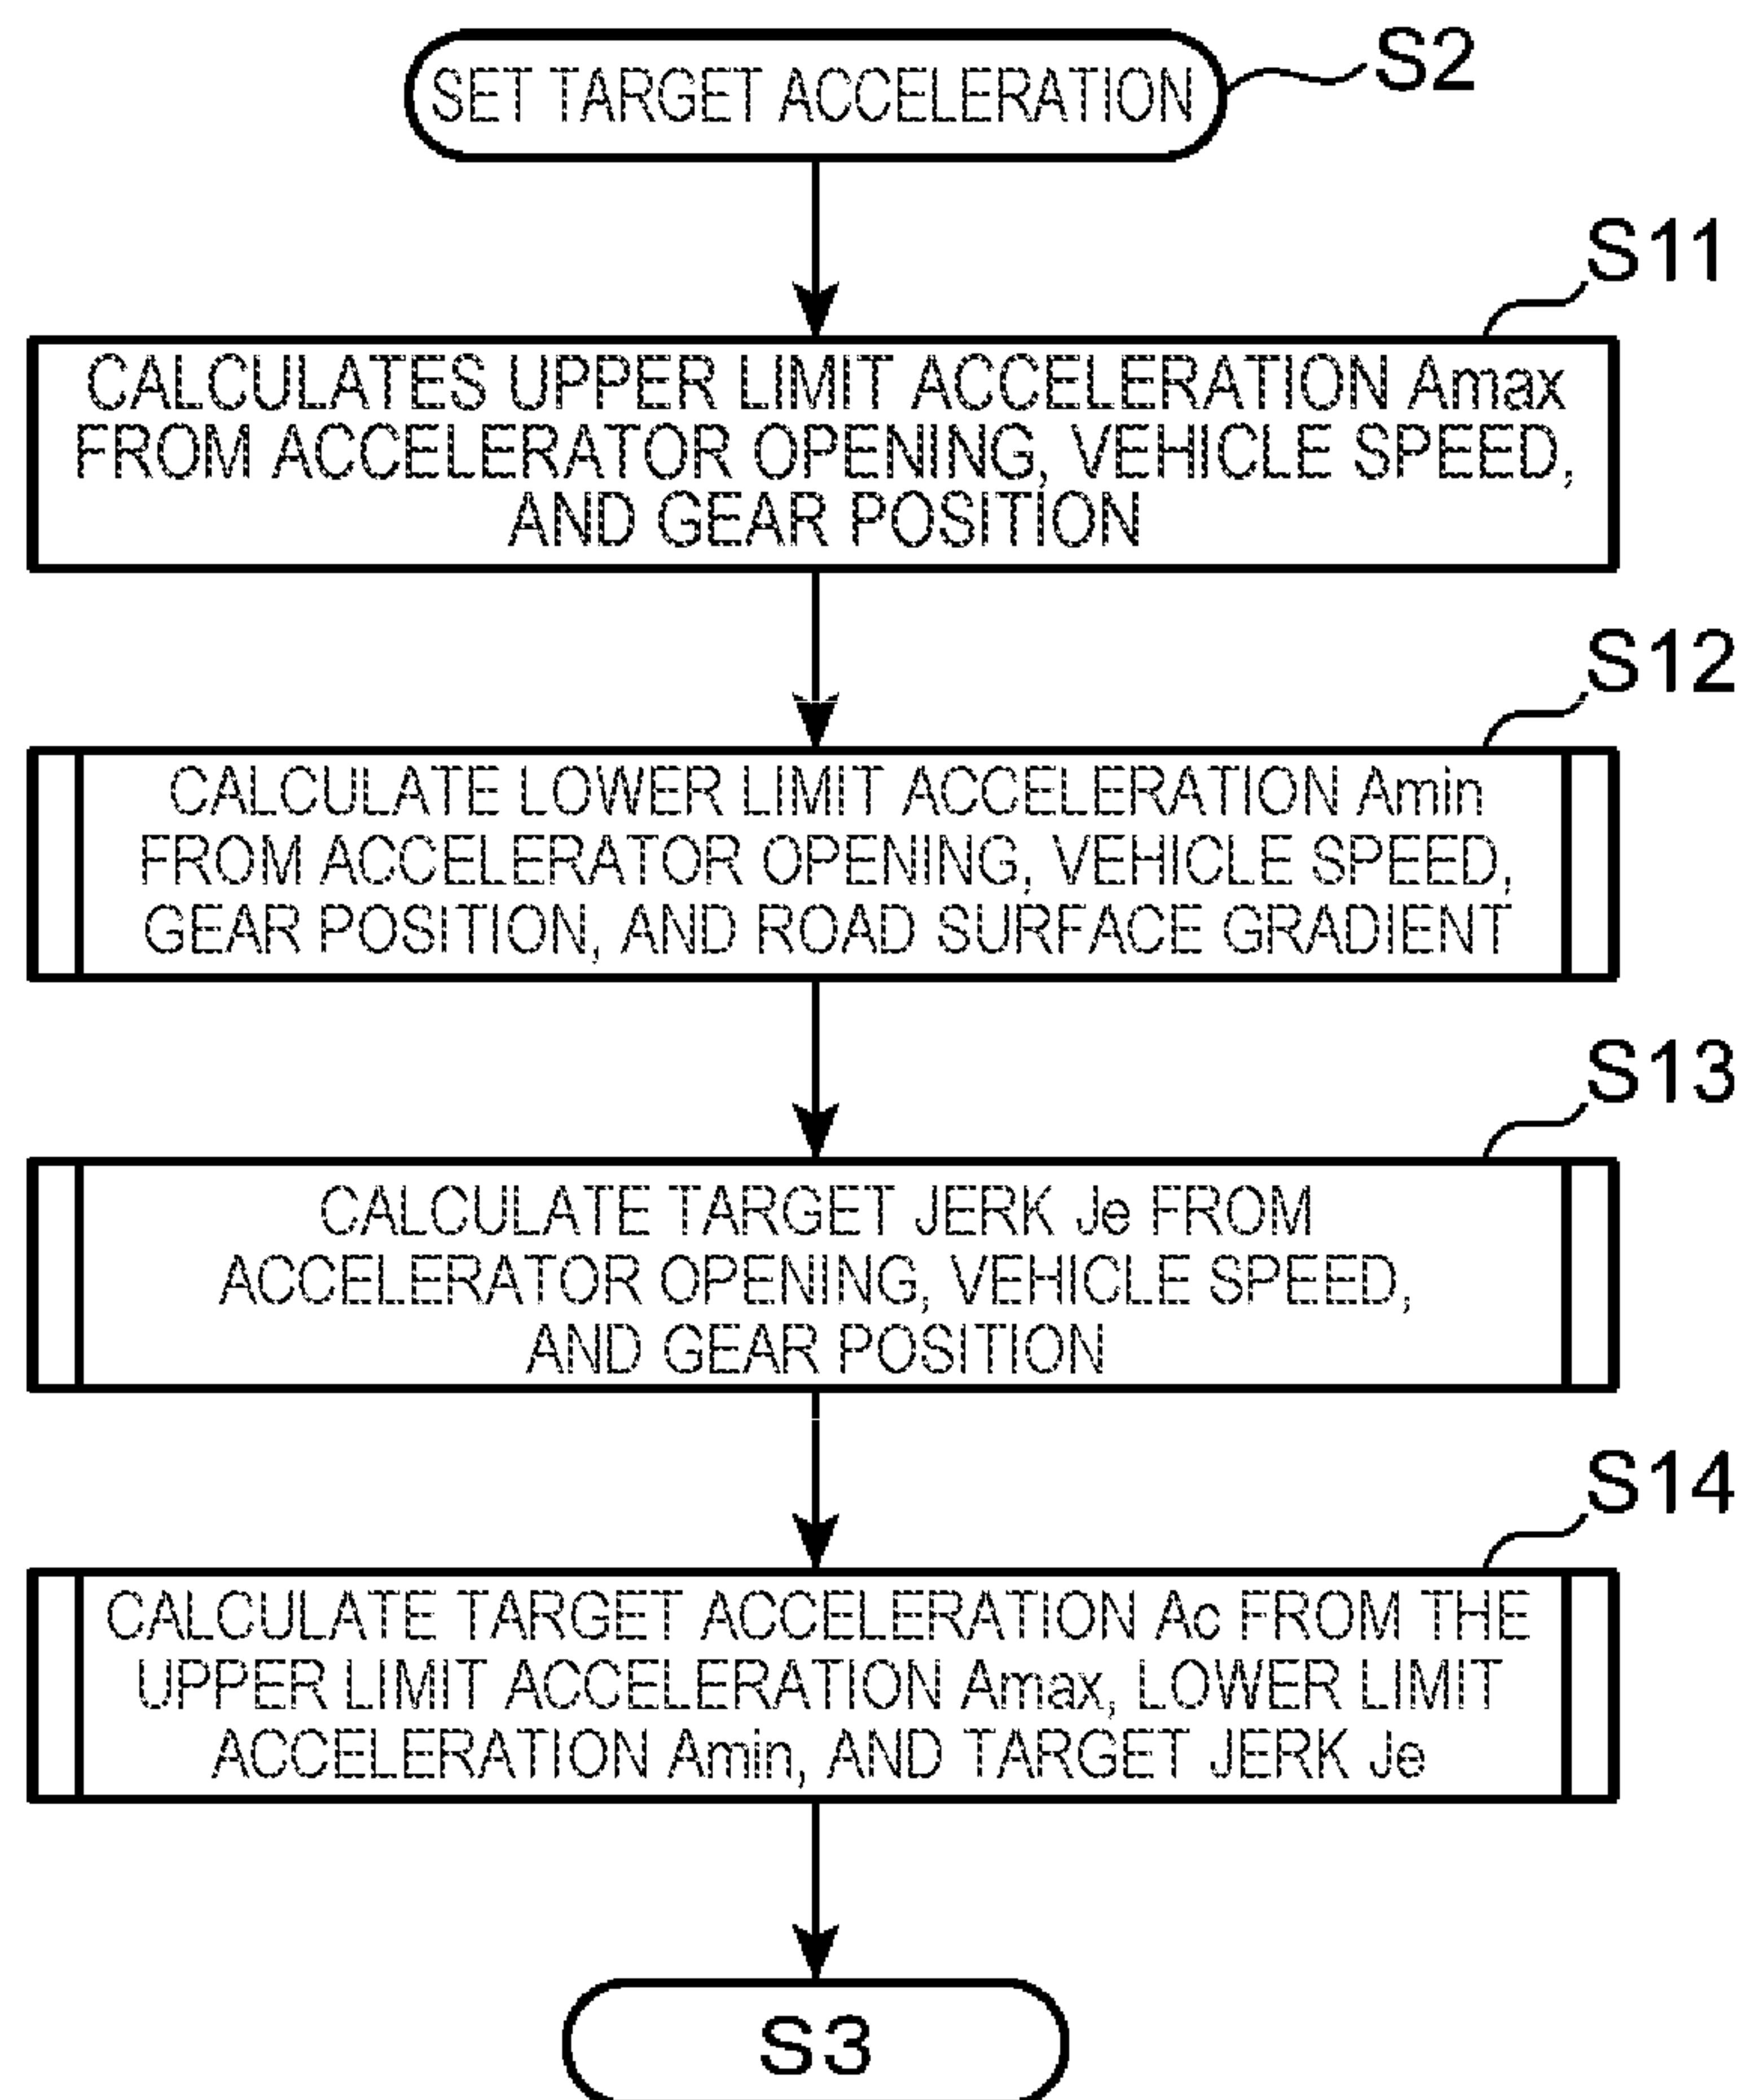 SET TARGET ACCELERATION
S2
S11
CALCULATES UPPER LIMIT ACCELERATION Amax
FROM ACCELERATOR OPENING, VEHICLE SPEED,
AND GEAR POSITION
S12
CALCULATE LOWER LIMIT ACCELERATION Amin
FROM ACCELERATOR OPENING, VEHICLE SPEED,
GEAR POSITION, AND ROAD SURFACE GRADIENT
S13
CALCULATE TARGET JERK Je FROM
ACCELERATOR OPENING, VEHICLE SPEED,
AND GEAR POSITION
S14
CALCULATE TARGET ACCELERATION Ac FROM THE
UPPER LIMIT ACCELERATION Amax, LOWER LIMIT
ACCELERATION Amin, AND TARGET JERK Je
S3